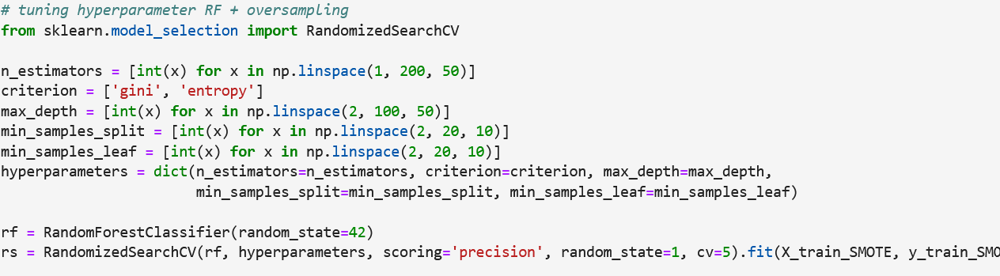 # tuning hyperparameter RF + oversampling
from sklearn.model_selection import RandomizedSearchCV
n_estimators = [int(x) for x in np.linspace(1, 200, 50)]
criterion = ['gini', 'entropy']
max_depth = [int(x) for x in np.linspace(2, 100, 50)]
min_samples_split = [int(x) for x in np.linspace(2, 20, 10)]
min_samples_leaf = [int(x) for x in np.linspace(2, 20, 10)]
hyperparameters = dict(n_estimators=n_estimators, criterion=criterion, max_depth=max_depth,
min_samples_split=min_samples_split, min_samples_leaf=min_samples_leaf)
rf = RandomForestClassifier(random_state=42)
rs = RandomizedSearchCV(rf, hyperparameters, scoring='precision', random_state=1, cv=5).fit(X_train_SMOTE, y_train_SMO